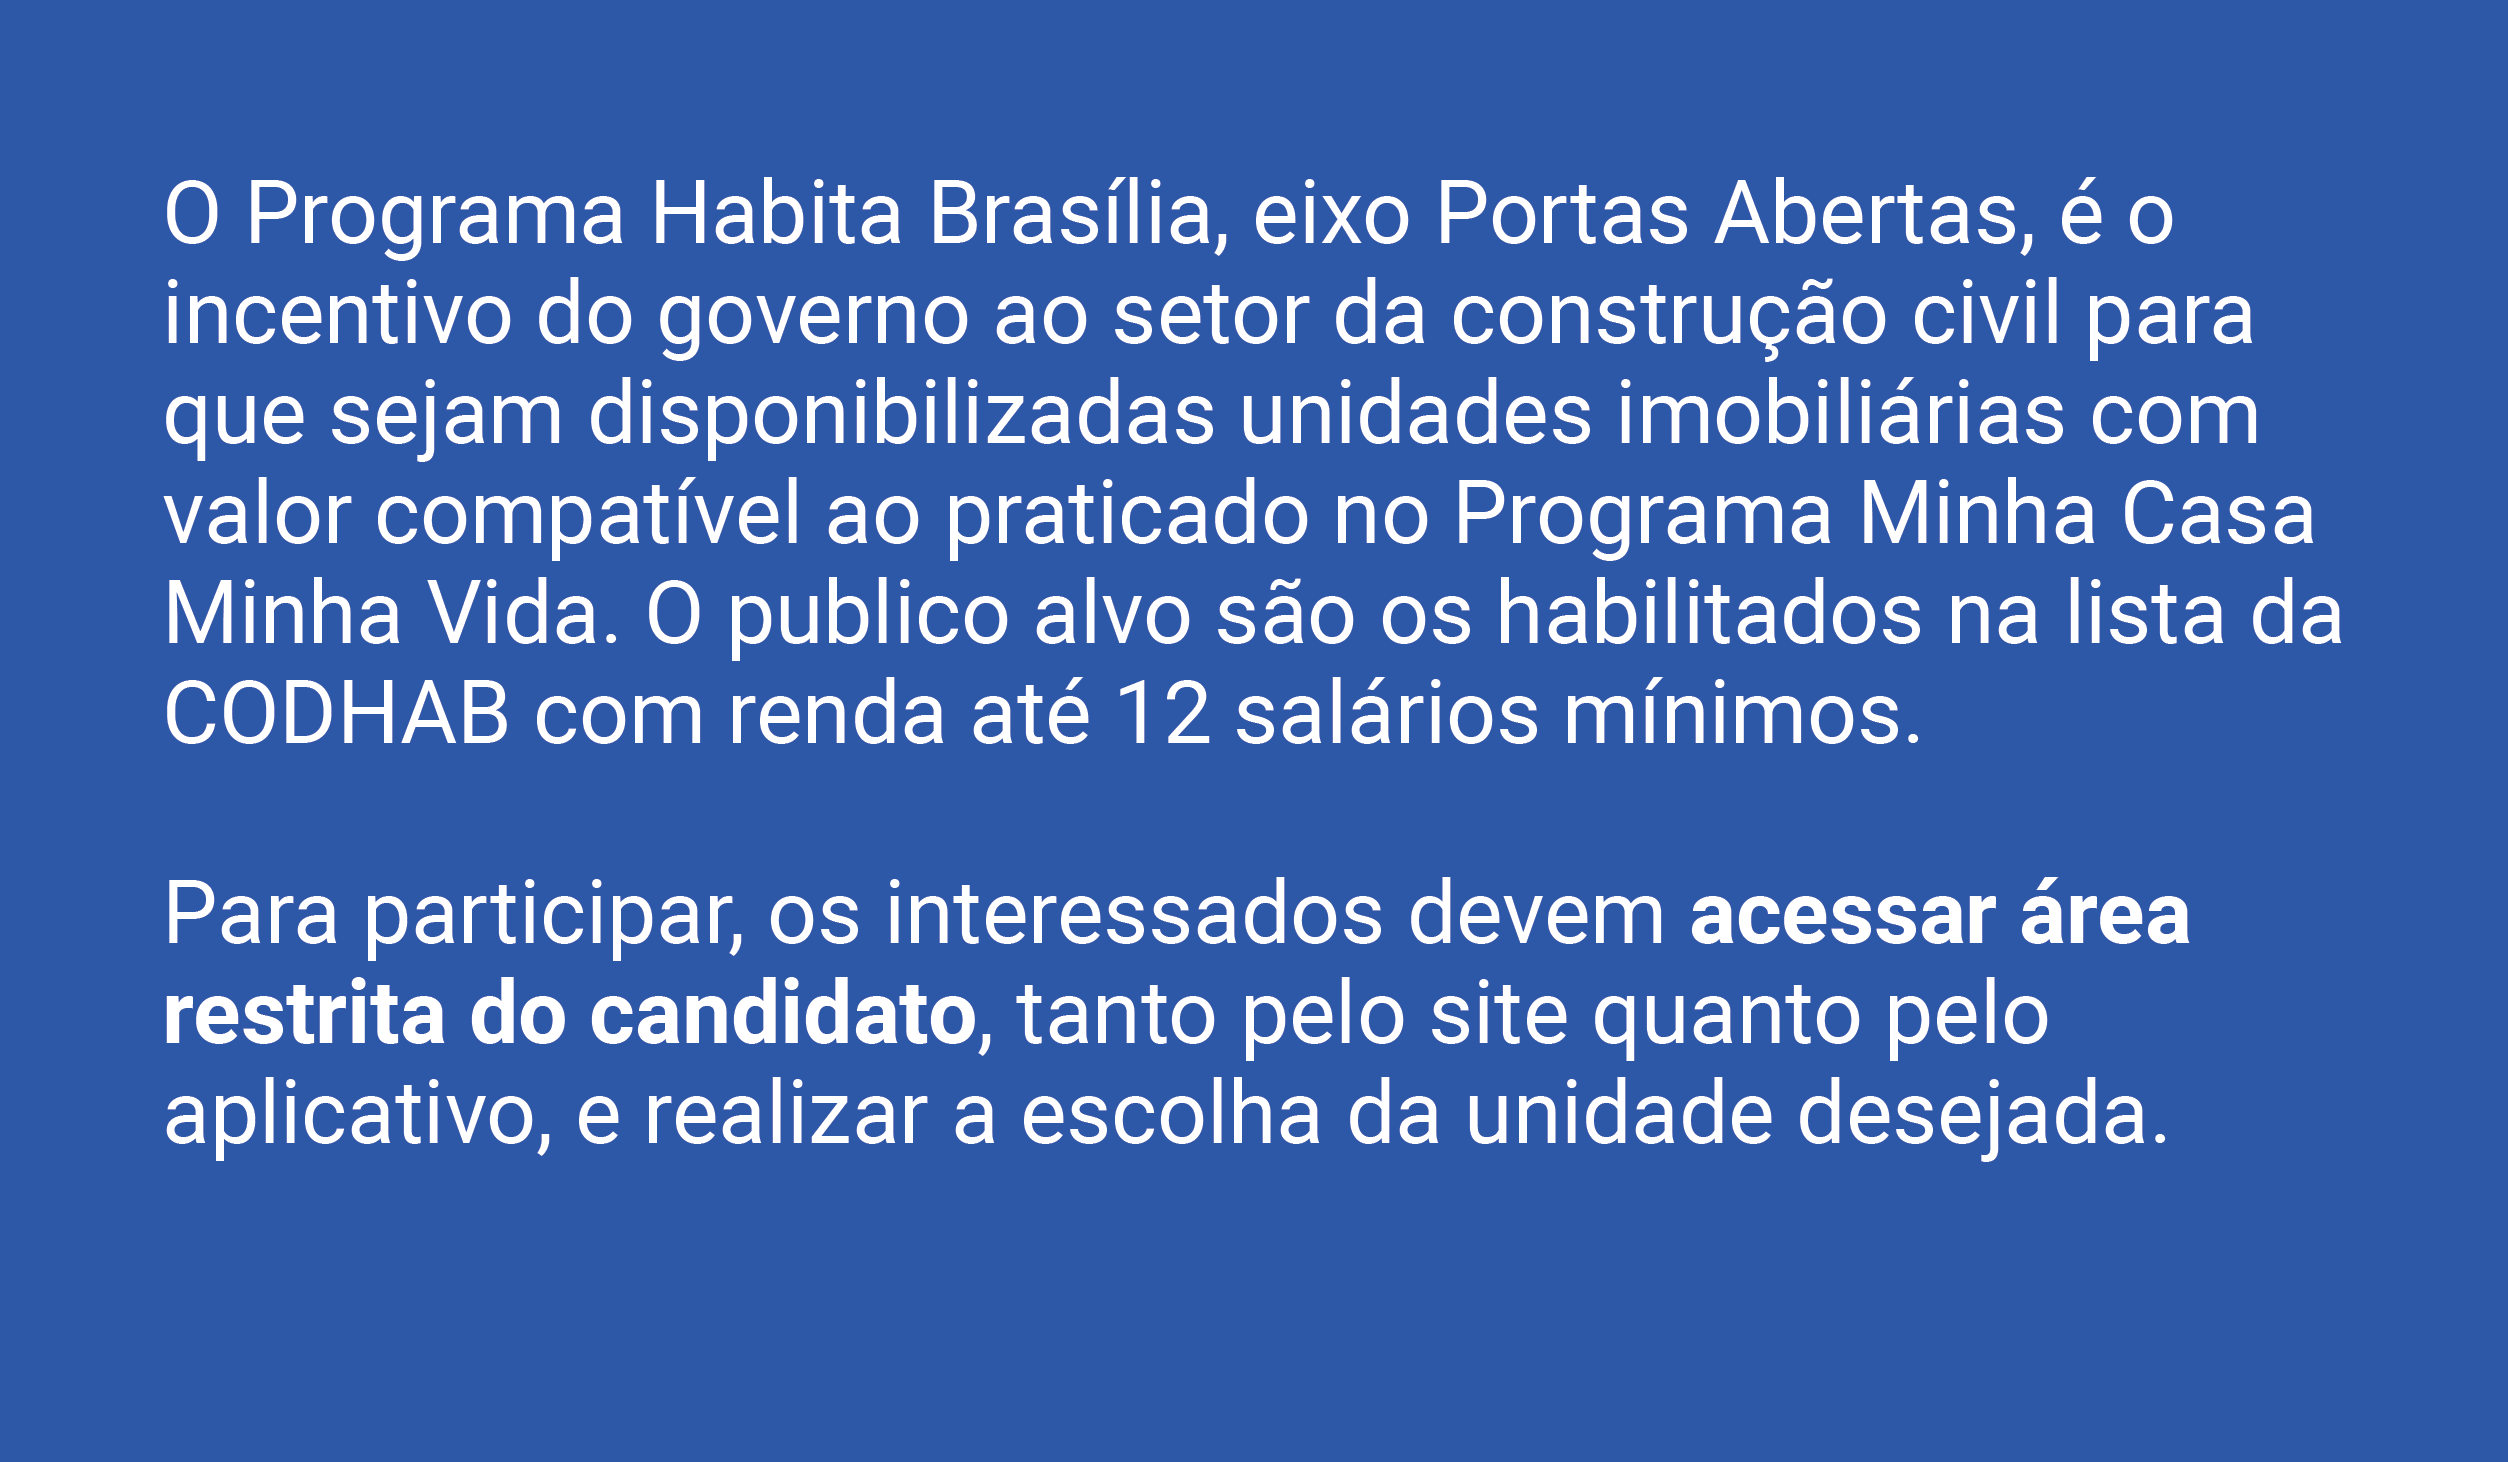 O Programa Habita Brasília, eixo Portas Abertas, é o
incentivo do governo ao setor da construção civil para
que sejam disponibilizadas unidades imobiliárias com
valor compatível ao praticado no Programa Minha Casa
Minha Vida. O publico alvo são os habilitados na lista da
CODHAB com renda até 12 salários mínimos.
Para participar, os interessados devem acessar área
restrita do candidato, tanto pelo site quanto pelo
aplicativo, e realizar a escolha da unidade desejada.